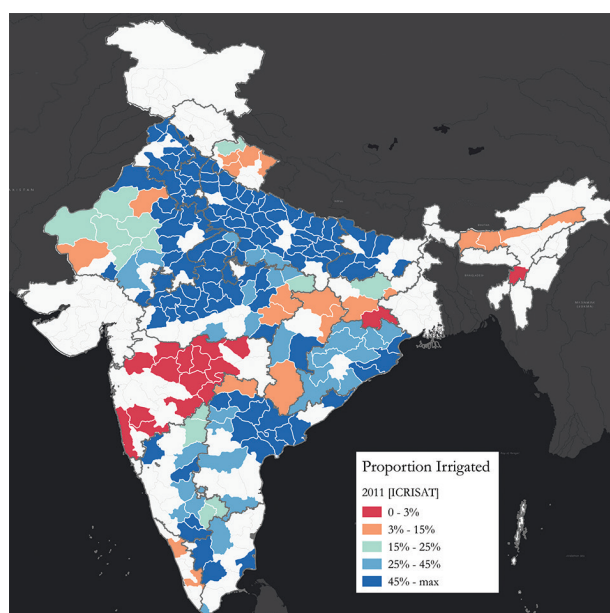 Proportion Irrigated
2011 [ICRISAT]
0 - 3%
3% - 15%
15% - 25%
25% - 45%
45% - max